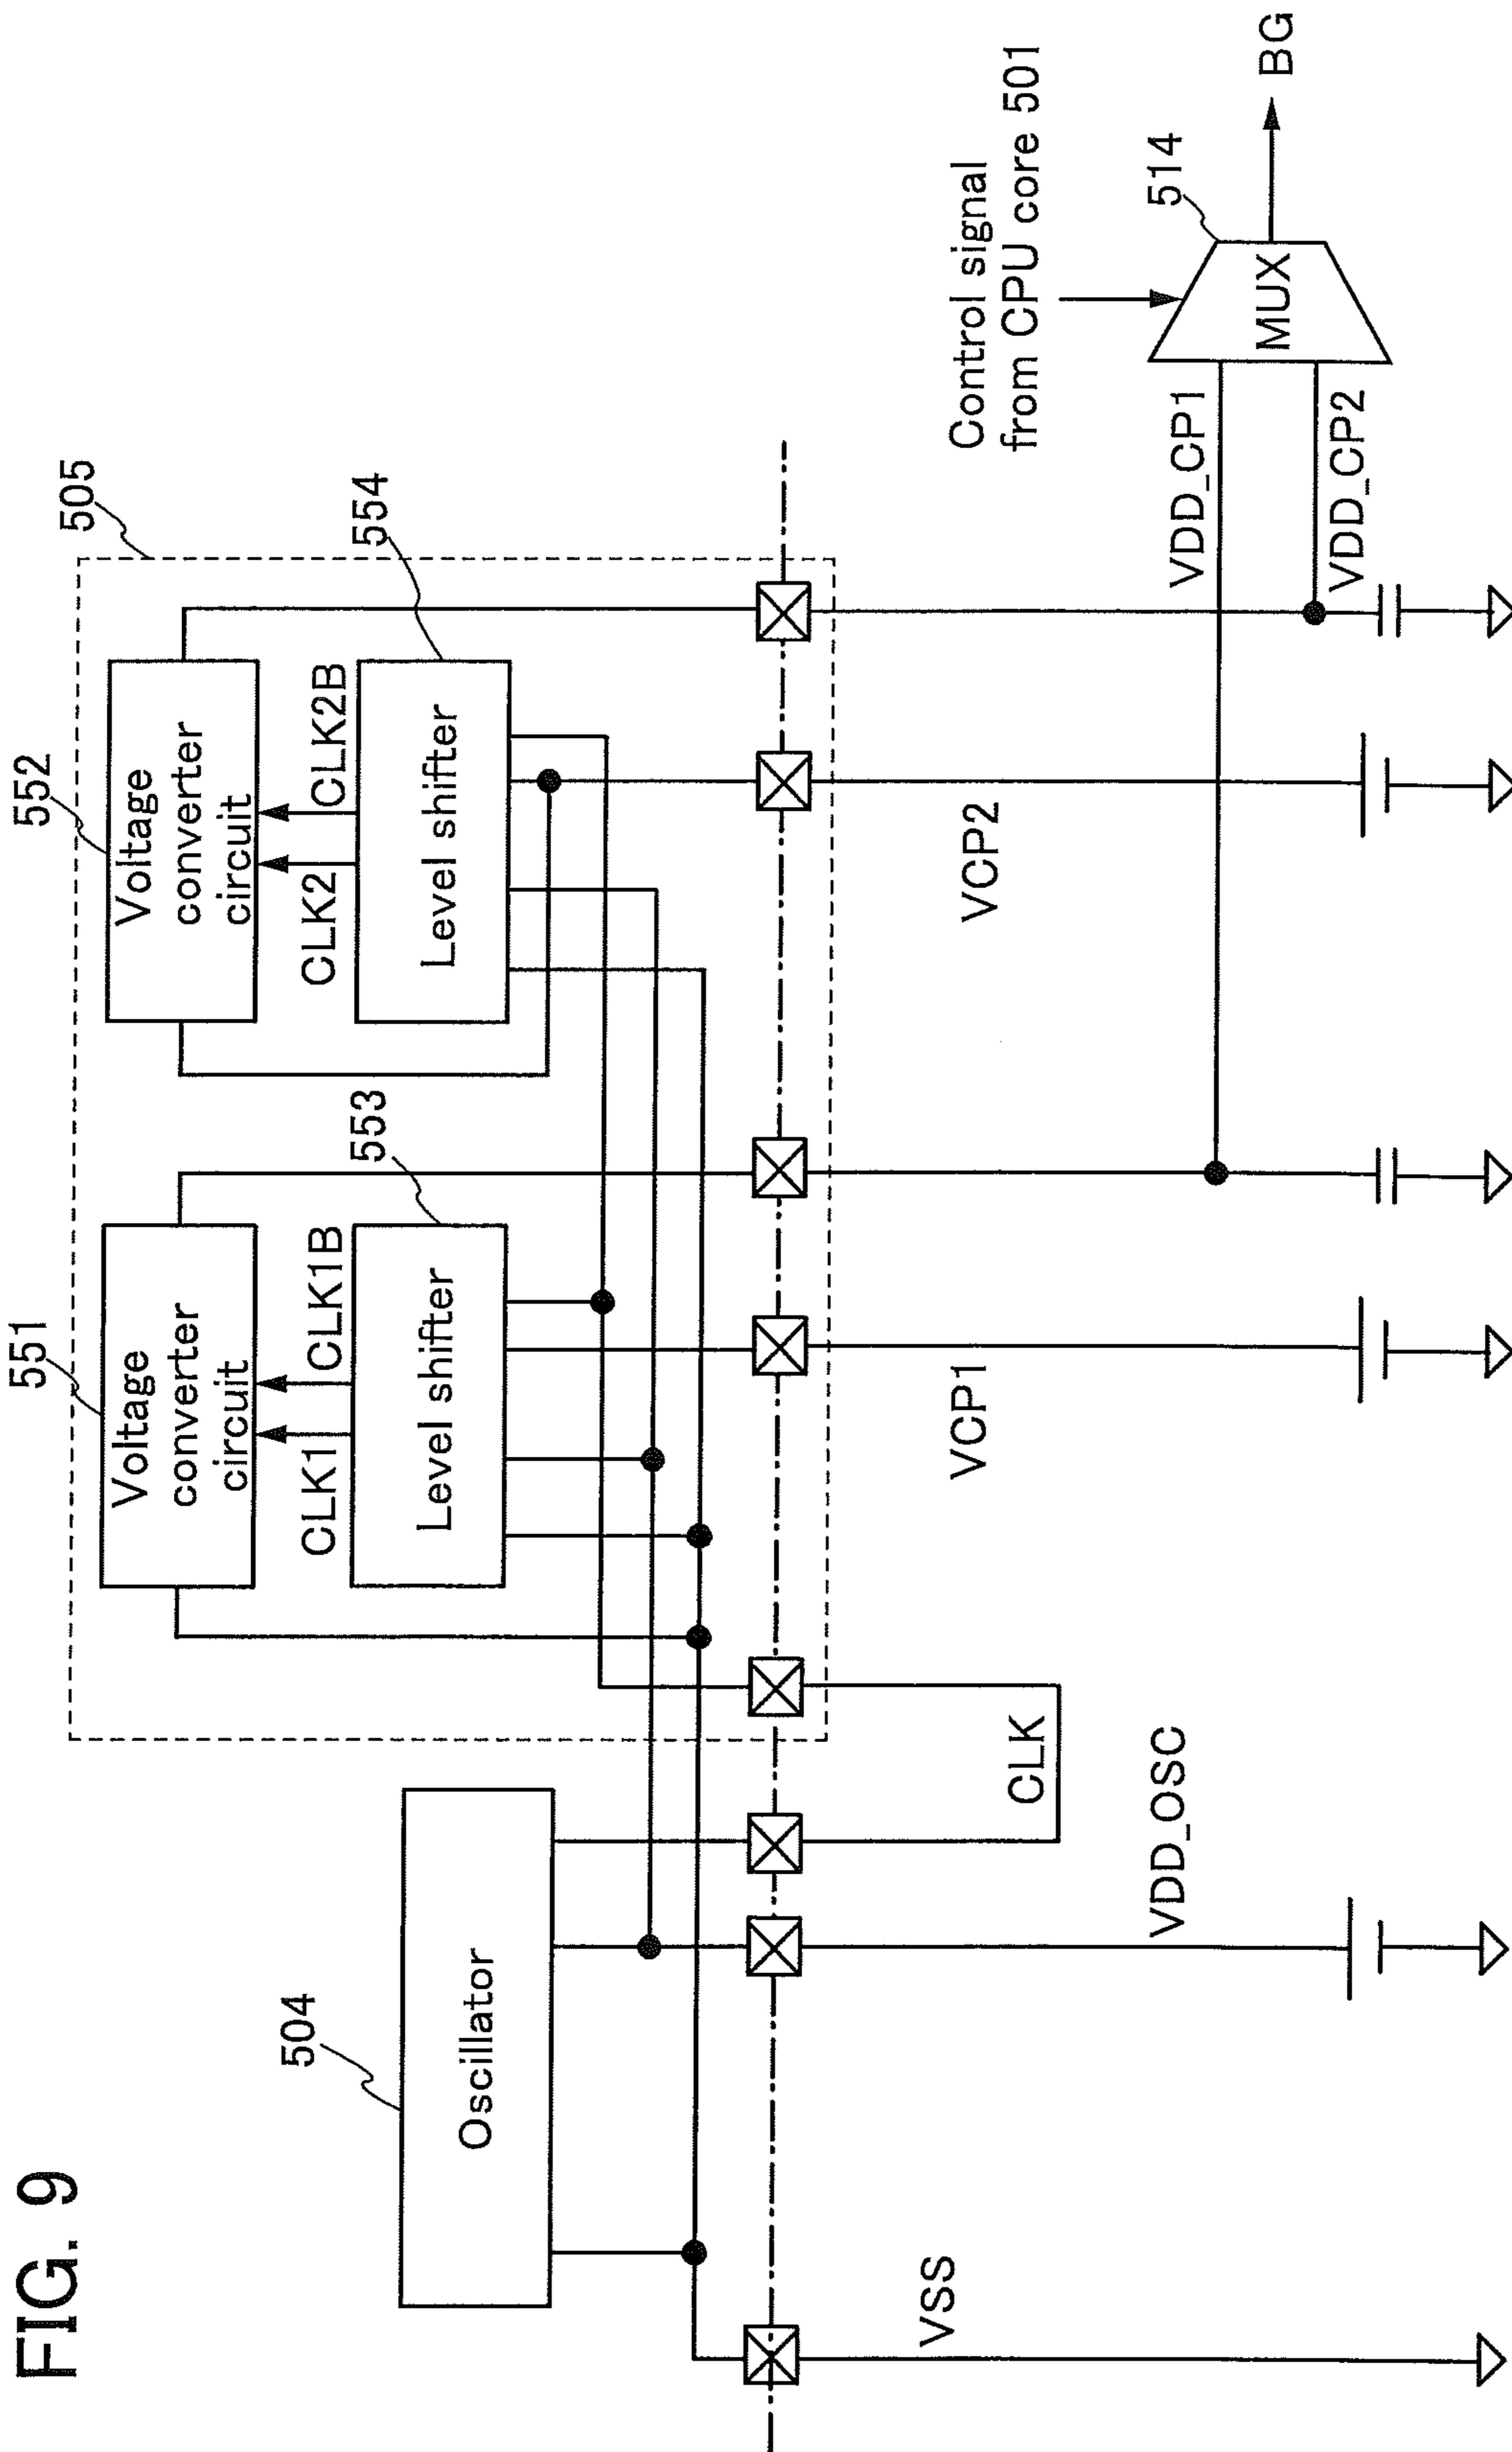 FIG. 9
504
Oscillator
505
551
Voltage
converter
circuit
CLK1
CLK1B
553
Level shifter
552
Voltage
converter
circuit
CLK2
CLK2B
554
Level shifter
VSS
VDD_OSC
CLK
VCP1
VCP2
VDD_CP1
VDD_CP2
Control signal
from CPU core 501
514
MUX
BG